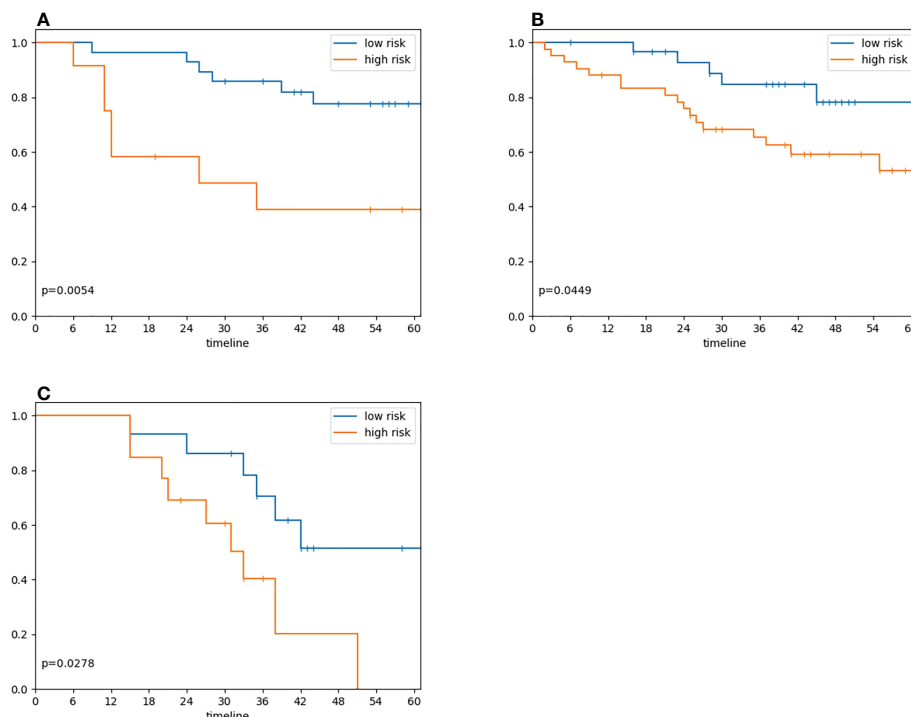 A
1.0
0.8
0.6
0.4
0.2
0.0
low risk
high risk
p=0.0054
0 6 12 18 24 30 36 42 48 54 60
timeline
B
1.0
0.8
0.6
0.4
0.2
0.0
low risk
high risk
p=0.0449
0 6 12 18 24 30 36 42 48 54
timeline
C
1.0
0.8
0.6
0.4
0.2
0.0
low risk
high risk
p=0.0278
0 6 12 18 24 30 36 42 48 54 60
timeline